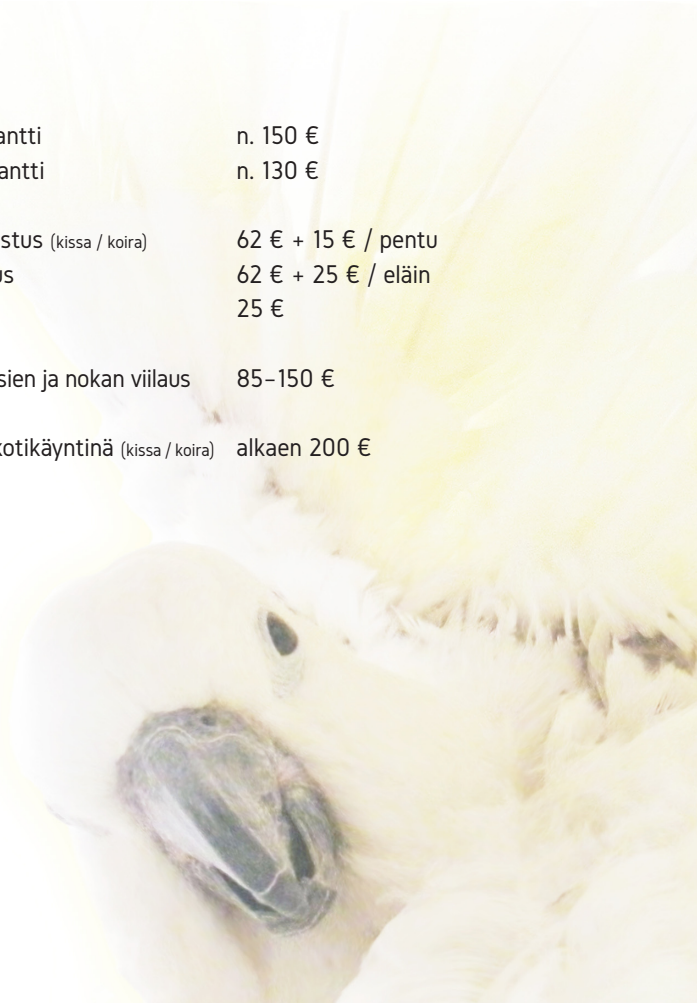 antti n. 150 €
antti n. 130 €
stus (kissa / koira) 62 € + 15 € / pentu
us 62 € + 25 € / eläin
25 €
sien ja nokan viilaus 85–150 €
kotikäyntinä (kissa / koira) alkaen 200 €